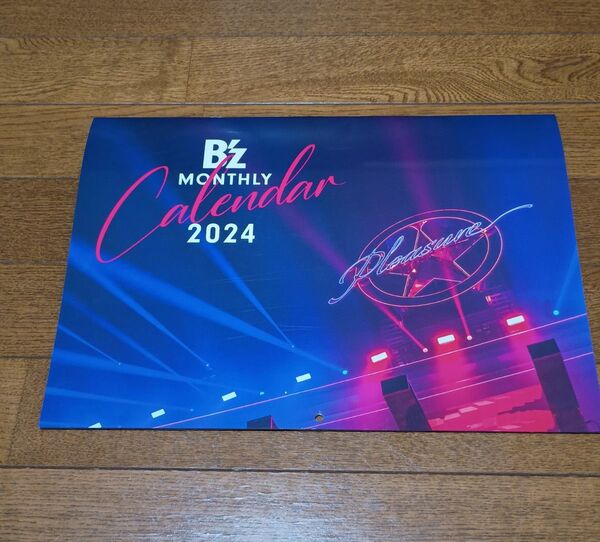 B'z
MONTHLY
Calendar
2024
Pleasure